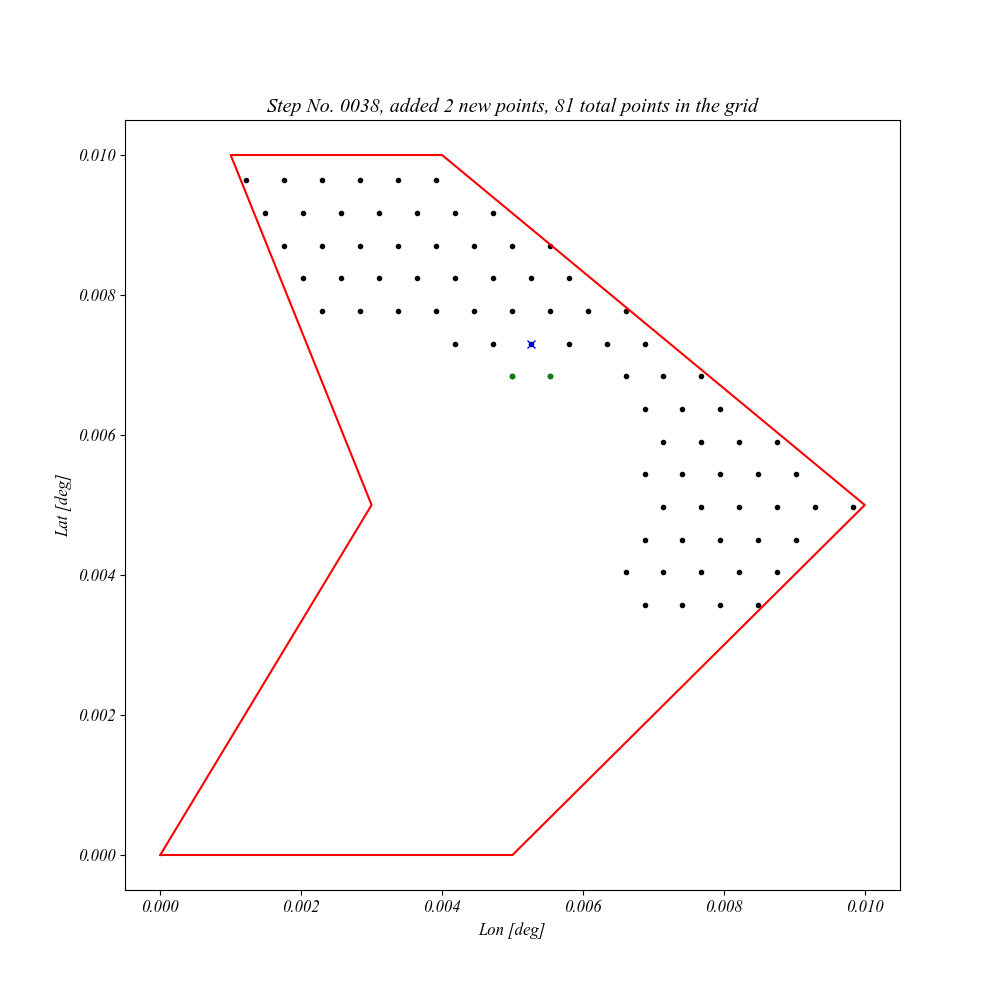 Step No. 0038, added 2 new points, 81 total points in the grid
0.010
0.008
0.006
0.004
0.002
0.000
Lat [deg]
0.000 0.002 0.004 0.006 0.008 0.010
Lon [deg]